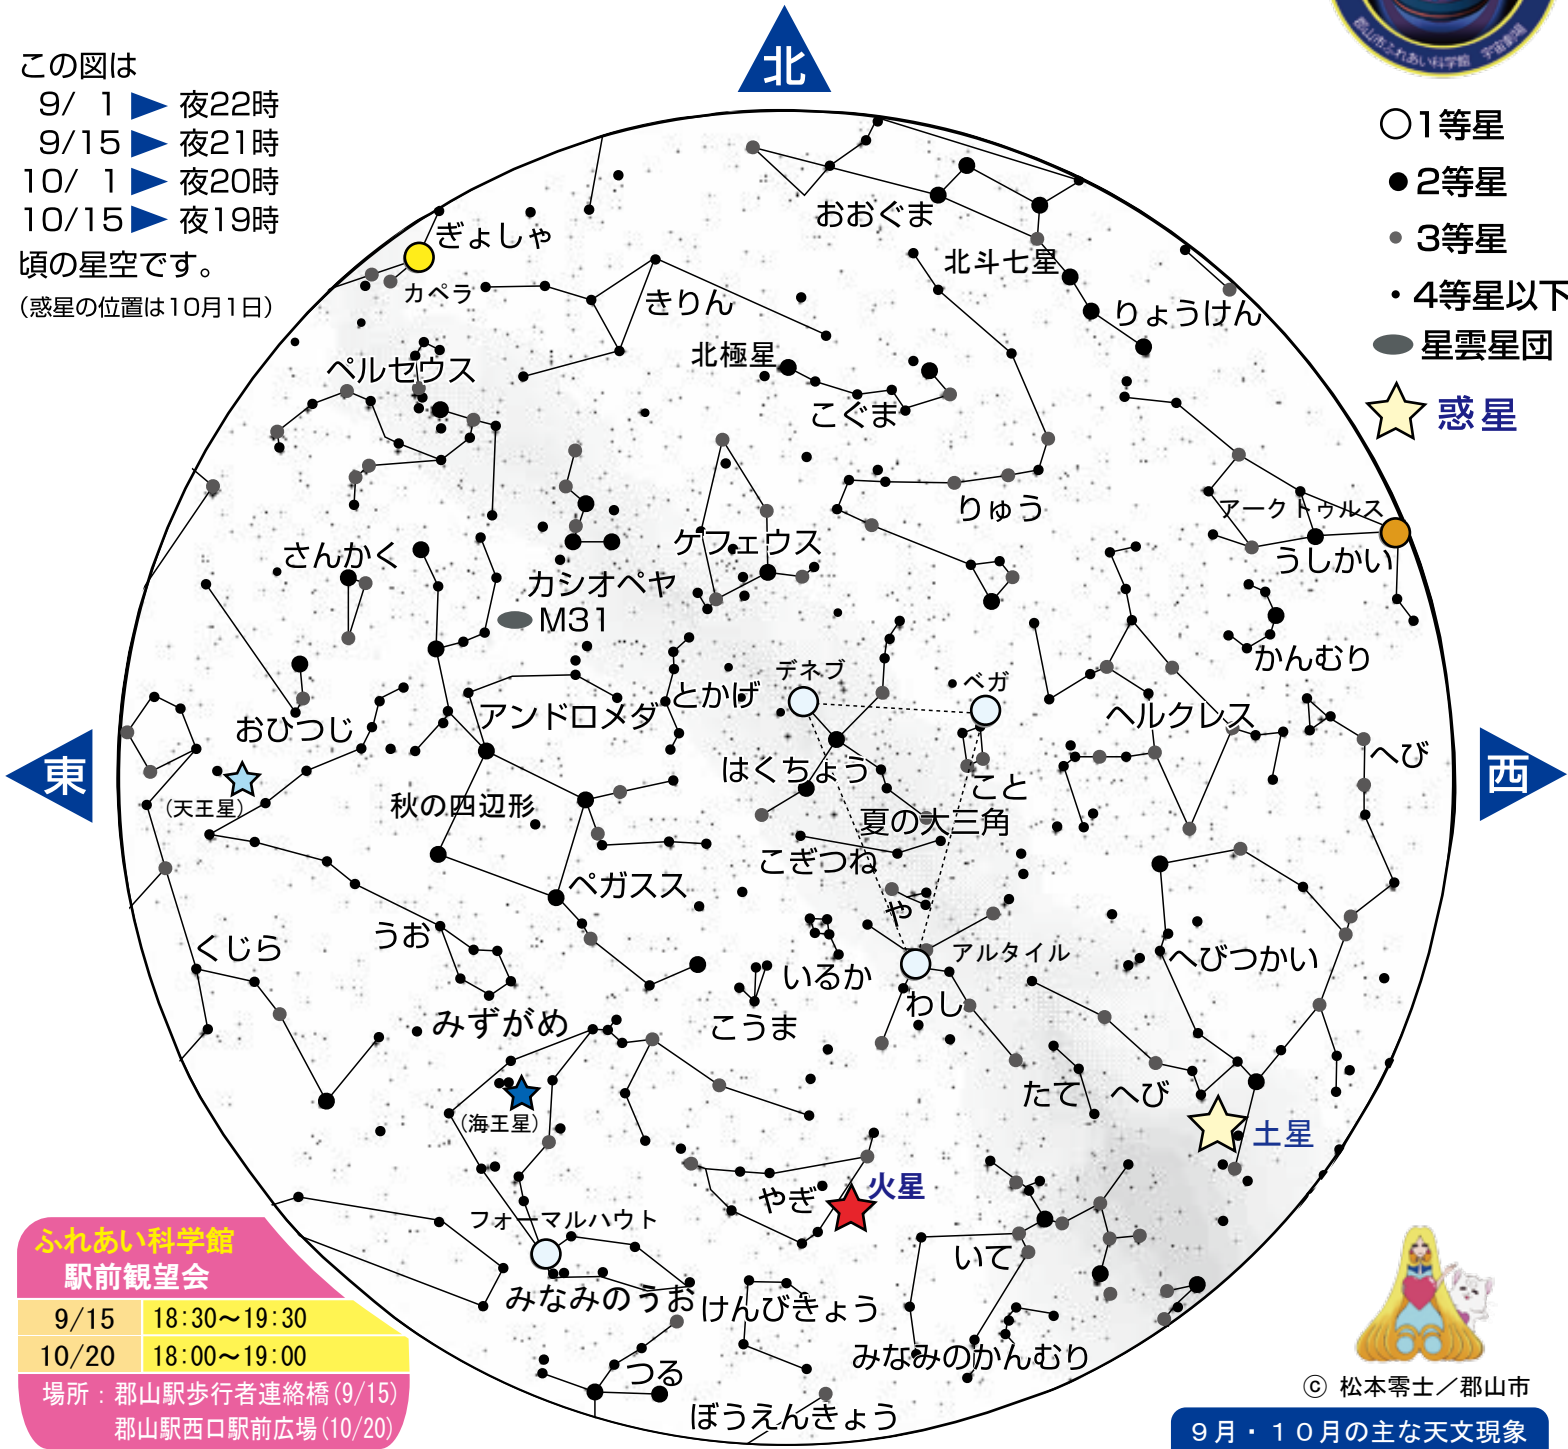 この図は
9/ 1 ▶ 夜22時
9/15 ▶ 夜21時
10/ 1 ▶ 夜20時
10/15 ▶ 夜19時
頃の星空です。
(惑星の位置は10月1日)
北
郡山市ふれあい科学館 宇宙劇場
1等星
2等星
3等星
4等星以下
星雲星団
惑星
おおぐま
ぎょしゃ
北斗七星
カペラ
きりん
りょうけん
北極星
ペルセウス
こぐま
アークトゥルス
りゅう
ケフェウス
さんかく
うしかい
カシオペヤ
M31
かんむり
デネブ
ベガ
とかげ
アンドロメダ
ヘルクレス
おひつじ
へび
東
西
はくちょう
こと
(天王星)
秋の四辺形
夏の大三角
こぎつね
ペガスス
や
うお
くじら
アルタイル
へびつかい
いるか
わし
みずがめ
こうま
たて
へび
(海王星)
土星
やぎ
火星
フォーマルハウト
いて
みなみのうお
けんびきょう
みなみのかんむり
つる
ぼうえんきょう
ふれあい科学館
駅前観望会
9/15 18:30～19:30
10/20 18:00～19:00
場所：郡山駅歩行者連絡橋(9/15)
郡山駅西口駅前広場(10/20)
© 松本零士／郡山市
9月・10月の主な天文現象